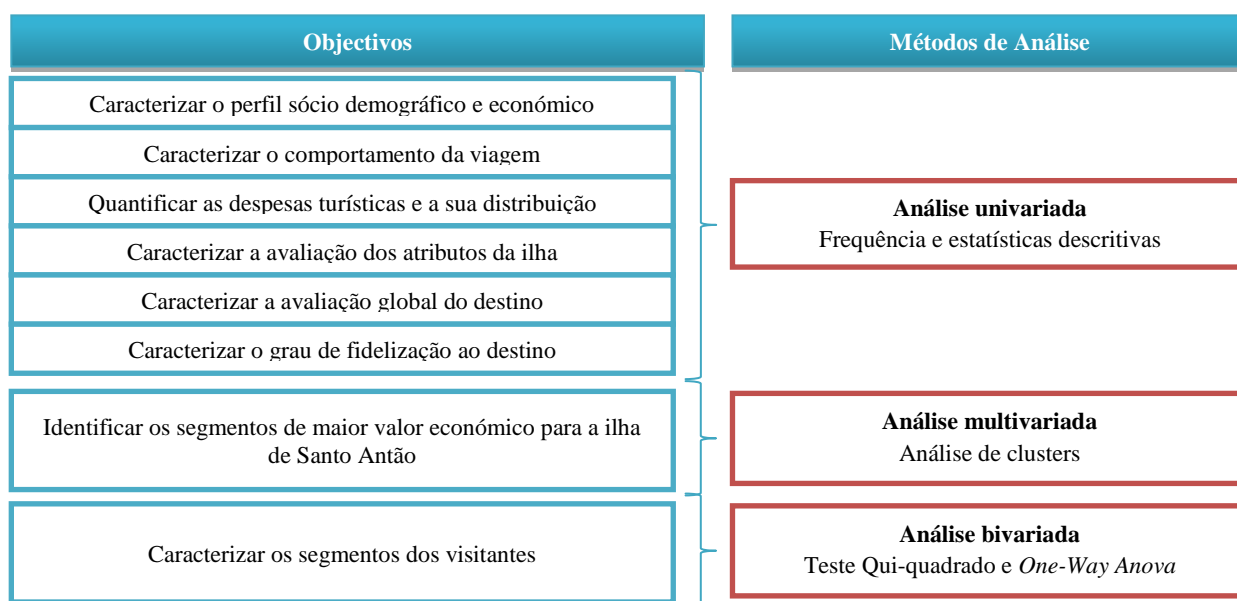 Objectivos
Métodos de Análise
Caracterizar o perfil sócio demográfico e económico
Caracterizar o comportamento da viagem
Quantificar as despesas turísticas e a sua distribuição
Caracterizar a avaliação dos atributos da ilha
Caracterizar a avaliação global do destino
Caracterizar o grau de fidelização ao destino
Análise univariada
Frequência e estatísticas descritivas
Identificar os segmentos de maior valor económico para a ilha
de Santo Antão
Análise multivariada
Análise de clusters
Caracterizar os segmentos dos visitantes
Análise bivariada
Teste Qui-quadrado e One-Way Anova